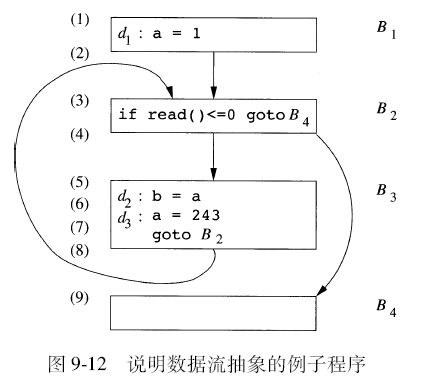 (1)
d1 : a = 1
B1
(2)
(3)
if read()<=0 goto B4
B2
(4)
(5)
B3
d2 : b = a
(6)
d3 : a = 243
(7)
goto B2
(8)
(9)
B4
图 9-12 说明数据流抽象的例子程序